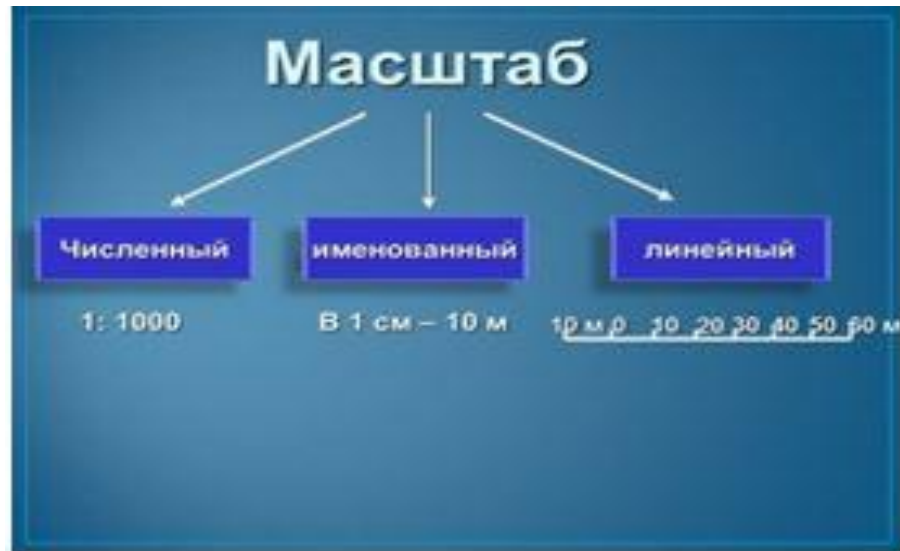 Масштаб
Численный
именованный
линейный
1: 1000
В 1 см – 10 м
10 м 0 10 20 30 40 50 60 м